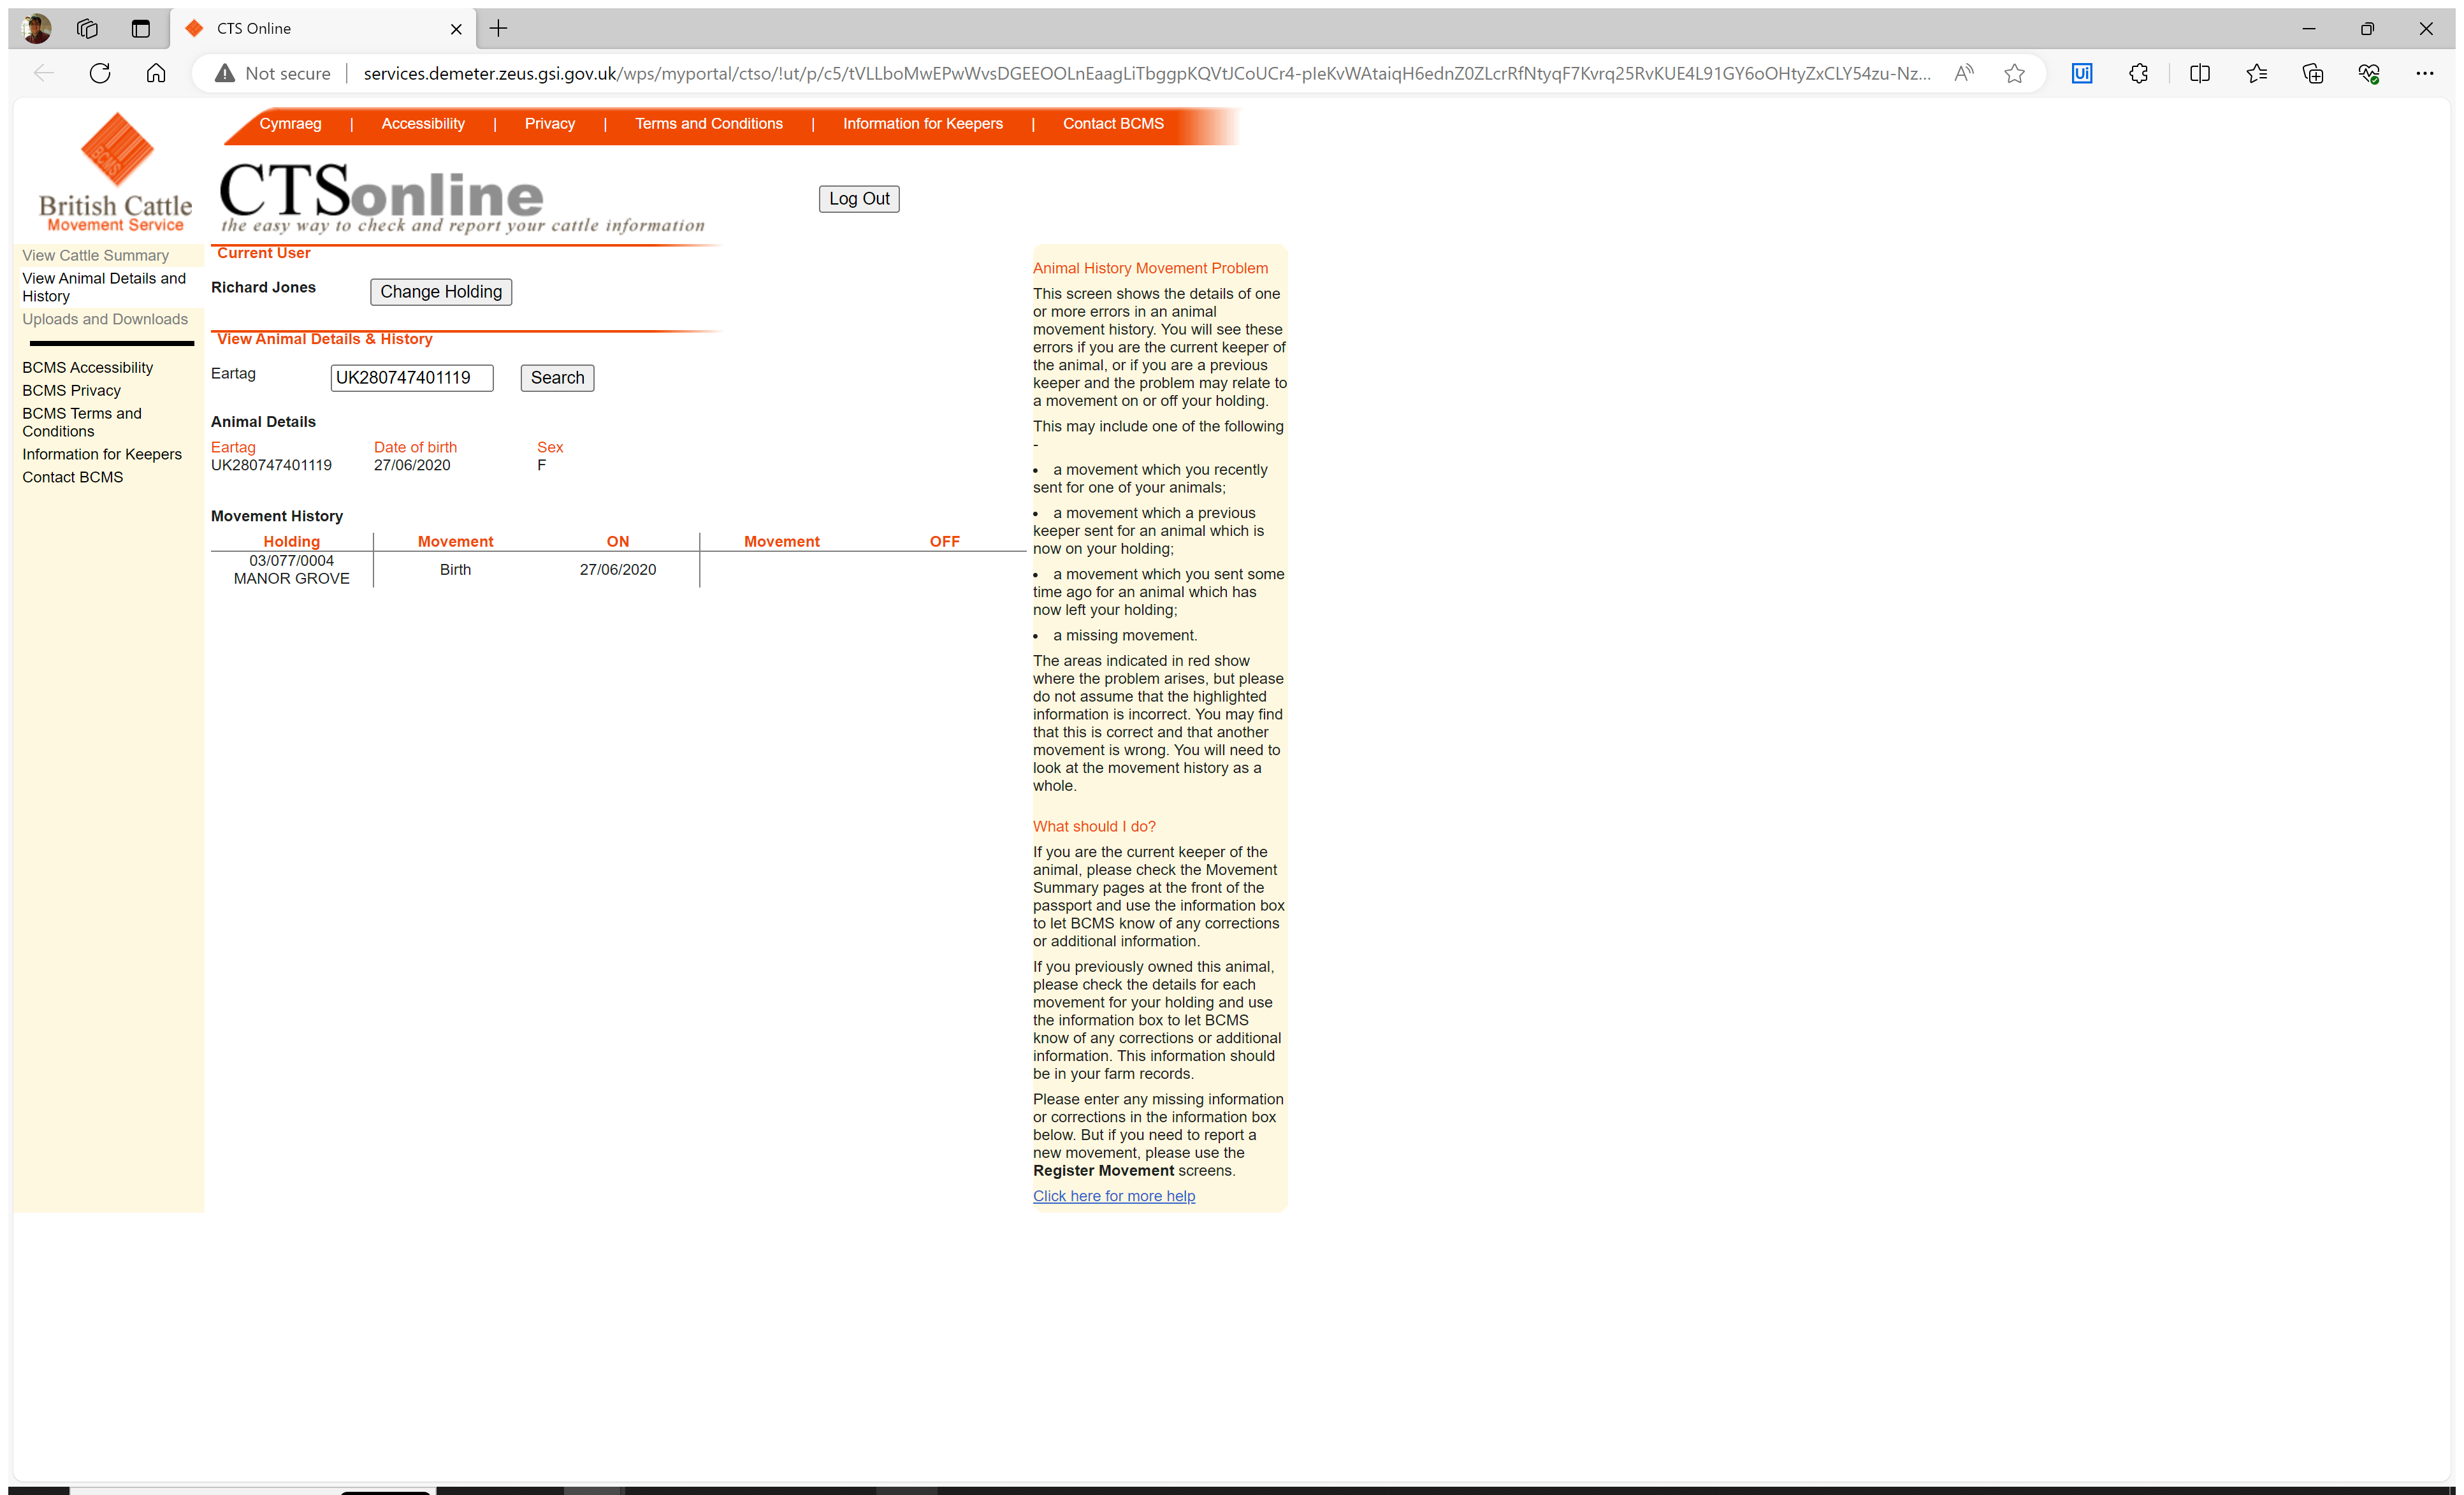 CTS Online
Not secure
services.demeter.zeus.gsi.gov.uk/wps/myportal/ctso/!ut/p/c5/tVLLboMwEPwWvsDGEEOOLnEaagLiTbggpKQVtJCoUCr4-pIeKvWAtaiqH6ednZ0ZLcrRfNtyqF7Kvrq25RvKUE4L91GY6oOHtyZxCLY54zu-Nz...
Cymraeg | Accessibility | Privacy | Terms and Conditions | Information for Keepers | Contact BCMS
BCMS
British Cattle
Movement Service
CTSonline
the easy way to check and report your cattle information
Log Out
View Cattle Summary
View Animal Details and
History
Uploads and Downloads
BCMS Accessibility
BCMS Privacy
BCMS Terms and
Conditions
Information for Keepers
Contact BCMS
Current User
Richard Jones
Change Holding
View Animal Details & History
Eartag
UK280747401119
Search
Animal Details
Eartag Date of birth Sex
UK280747401119 27/06/2020 F
Movement History
Holding Movement ON Movement OFF
03/077/0004
MANOR GROVE
Birth 27/06/2020
Animal History Movement Problem
This screen shows the details of one
or more errors in an animal
movement history. You will see these
errors if you are the current keeper of
the animal, or if you are a previous
keeper and the problem may relate to
a movement on or off your holding.
This may include one of the following
-
• a movement which you recently
sent for one of your animals;
• a movement which a previous
keeper sent for an animal which is
now on your holding;
• a movement which you sent some
time ago for an animal which has
now left your holding;
• a missing movement.
The areas indicated in red show
where the problem arises, but please
do not assume that the highlighted
information is incorrect. You may find
that this is correct and that another
movement is wrong. You will need to
look at the movement history as a
whole.
What should I do?
If you are the current keeper of the
animal, please check the Movement
Summary pages at the front of the
passport and use the information box
to let BCMS know of any corrections
or additional information.
If you previously owned this animal,
please check the details for each
movement for your holding and use
the information box to let BCMS
know of any corrections or additional
information. This information should
be in your farm records.
Please enter any missing information
or corrections in the information box
below. But if you need to report a
new movement, please use the
Register Movement screens.
Click here for more help